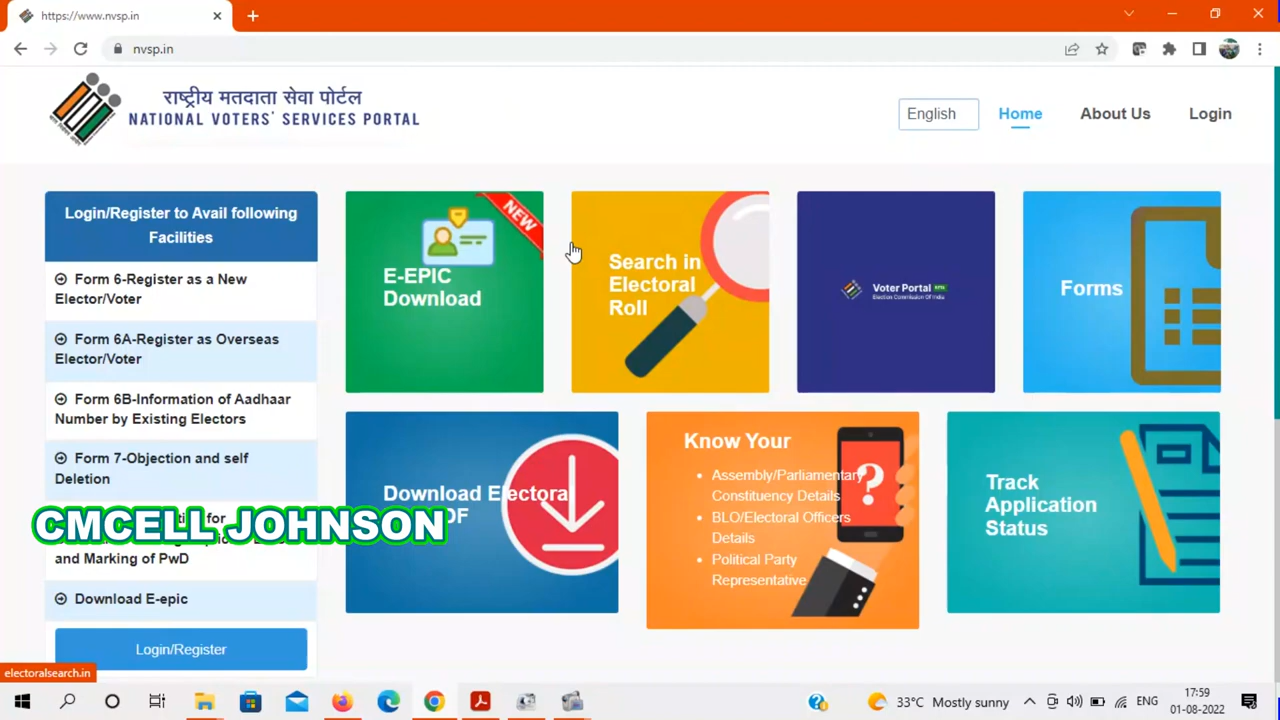 https://www.nvsp.in
nvsp.in
राष्ट्रीय मतदाता सेवा पोर्टल
NATIONAL VOTERS' SERVICES PORTAL
English
Home
About Us
Login
Login/Register to Avail following
Facilities
Form 6-Register as a New
Elector/Voter
Form 6A-Register as Overseas
Elector/Voter
Form 6B-Information of Aadhaar
Number by Existing Electors
Form 7-Objection and self
Deletion
CMCELL JOHNSON
and Marking of PwD
Download E-epic
Login/Register
E-EPIC
Download
NEW
Search in
Electoral
Roll
Voter Portal
Election Commission Of India
Forms
Download Electora
DF
Know Your
Assembly/Parliamentary
Constituency Details
BLO/Electoral Officers
Details
Political Party
Representative
Track
Application
Status
electoralsearch.in
33°C Mostly sunny
ENG
17:59
01-08-2022